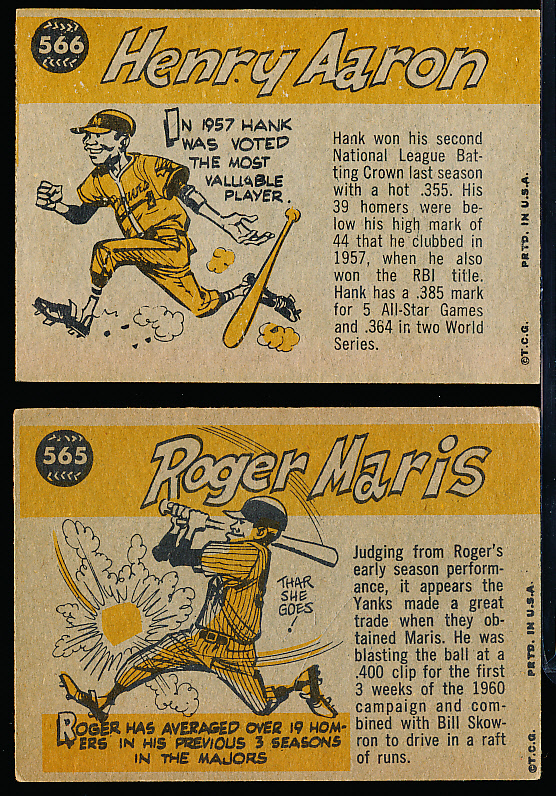 566
Henry Aaron
IN 1957 HANK
WAS VOTED
THE MOST
VALUABLE
PLAYER.
Hank won his second
National League Bat-
ting Crown last season
with a hot .355. His
39 homers were be-
low his high mark of
44 that he clubbed in
1957, when he also
won the RBI title.
Hank has a .385 mark
for 5 All-Star Games
and .364 in two World
Series.
©T.C.G. PRTD. IN U.S.A.
565
Roger Maris
THAR
SHE
GOES!
ROGER HAS AVERAGED OVER 19 HOM-
ERS IN HIS PREVIOUS 3 SEASONS
IN THE MAJORS
Judging from Roger's
early season perform-
ance, it appears the
Yanks made a great
trade when they ob-
tained Maris. He was
blasting the ball at a
.400 clip for the first
3 weeks of the 1960
campaign and com-
bined with Bill Skow-
ron to drive in a raft
of runs.
©T.C.G. PRTD. IN U.S.A.